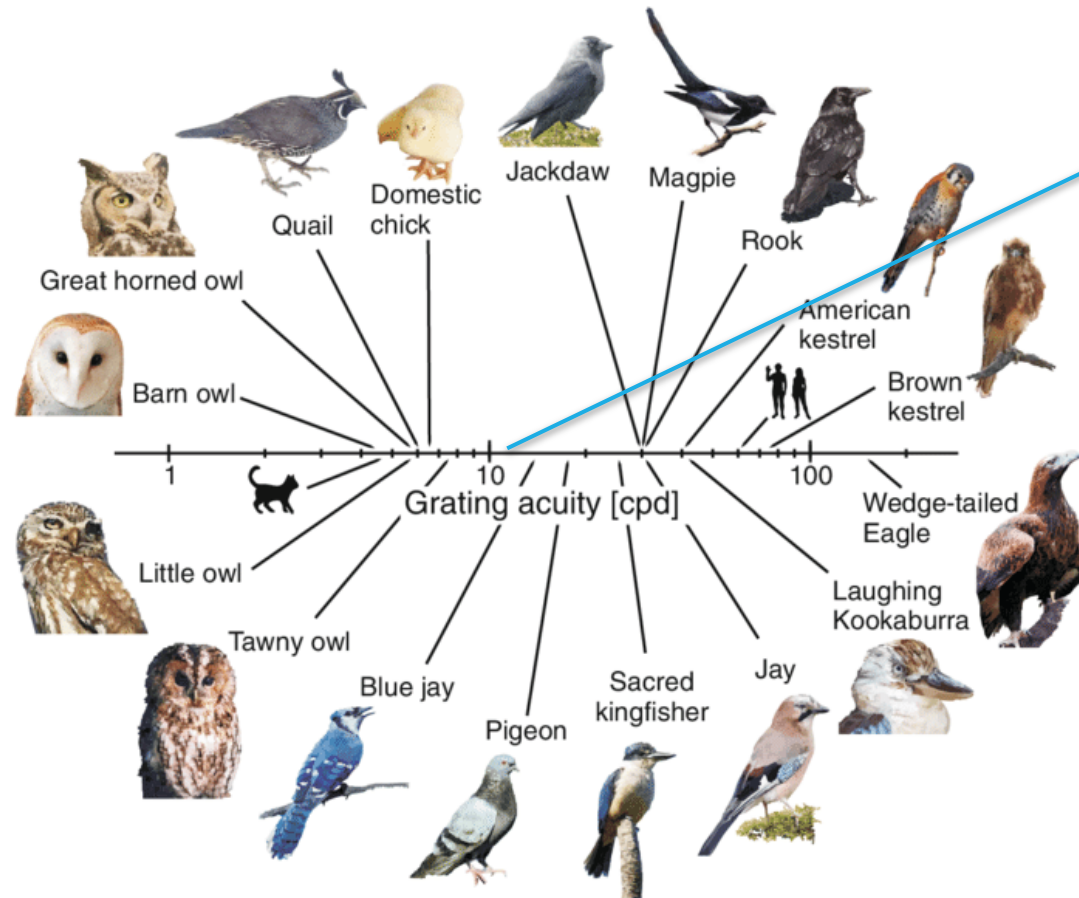 Jackdaw
Magpie
Domestic
chick
Quail
Rook
Great horned owl
American
kestrel
Barn owl
Brown
kestrel
1
10
100
Grating acuity [cpd]
Wedge-tailed
Eagle
Little owl
Laughing
Kookaburra
Tawny owl
Blue jay
Sacred
kingfisher
Jay
Pigeon